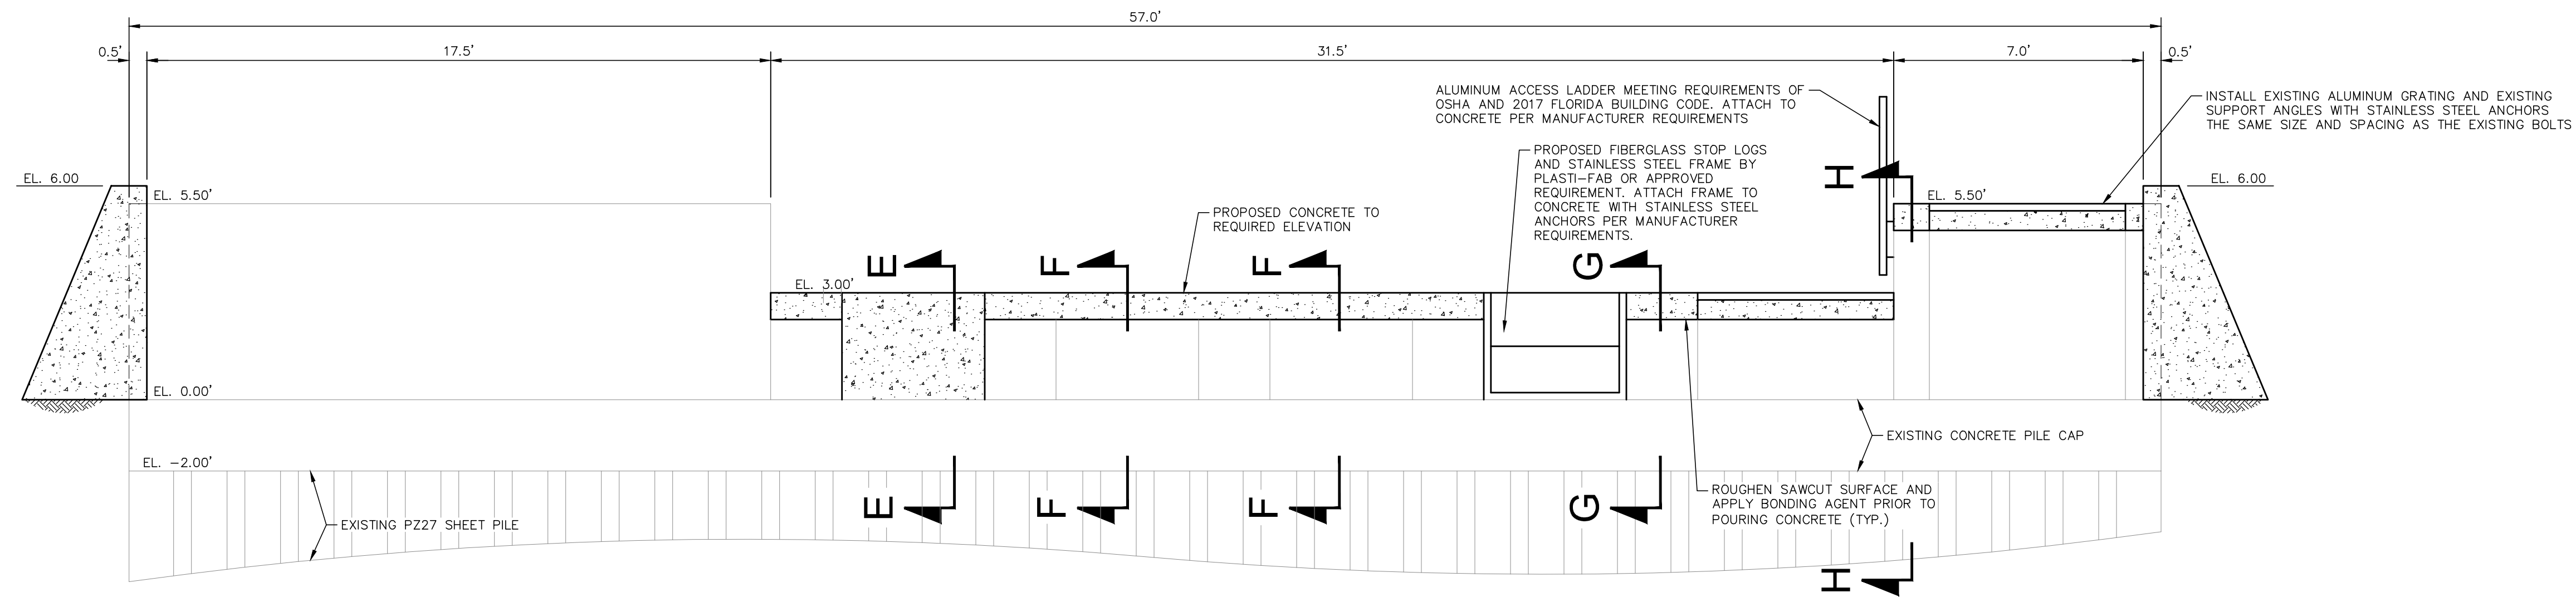 57.0'
0.5'
17.5'
31.5'
7.0'
0.5'
ALUMINUM ACCESS LADDER MEETING REQUIREMENTS OF
OSHA AND 2017 FLORIDA BUILDING CODE. ATTACH TO
CONCRETE PER MANUFACTURER REQUIREMENTS
INSTALL EXISTING ALUMINUM GRATING AND EXISTING
SUPPORT ANGLES WITH STAINLESS STEEL ANCHORS
THE SAME SIZE AND SPACING AS THE EXISTING BOLTS
PROPOSED FIBERGLASS STOP LOGS
AND STAINLESS STEEL FRAME BY
PLASTI-FAB OR APPROVED
REQUIREMENT. ATTACH FRAME TO
CONCRETE WITH STAINLESS STEEL
ANCHORS PER MANUFACTURER
REQUIREMENTS.
H
EL. 6.00
EL. 5.50'
EL. 5.50'
EL. 6.00
PROPOSED CONCRETE TO
REQUIRED ELEVATION
E
F
F
G
EL. 3.00'
EL. 0.00'
EXISTING CONCRETE PILE CAP
EL. -2.00'
E
F
F
G
ROUGHEN SAWCUT SURFACE AND
APPLY BONDING AGENT PRIOR TO
POURING CONCRETE (TYP.)
EXISTING PZ27 SHEET PILE
H